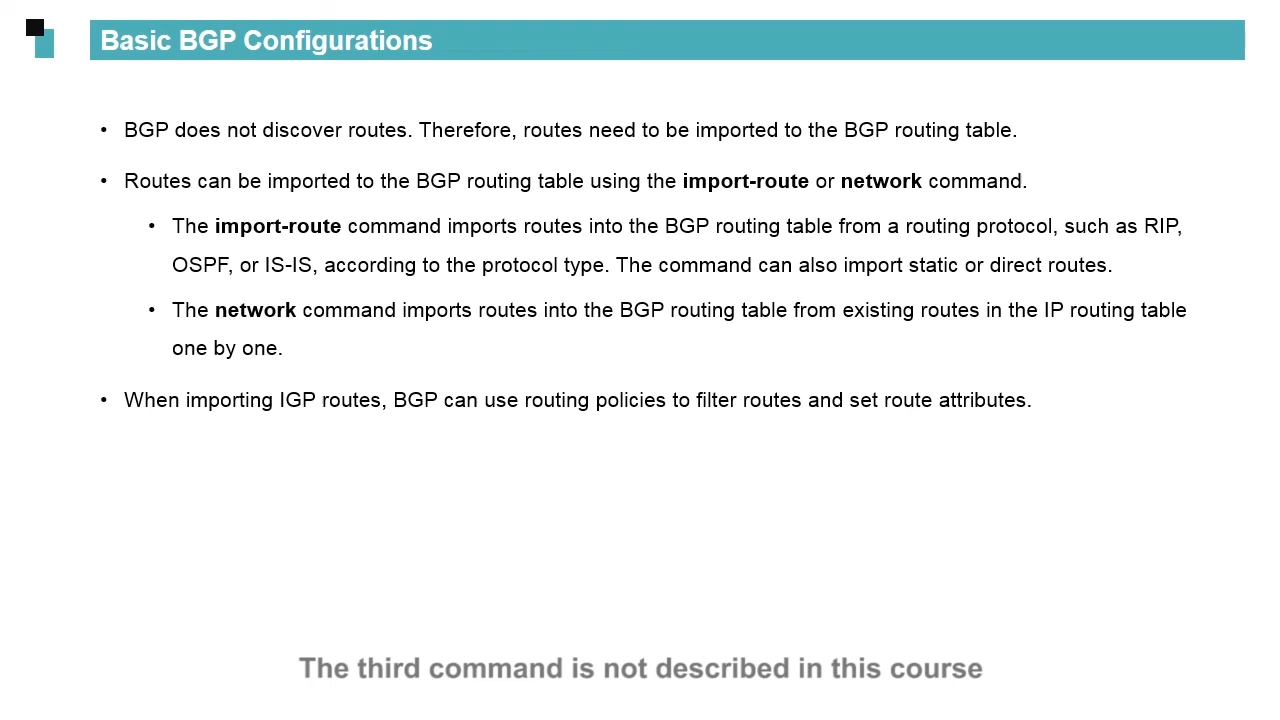 Basic BGP Configurations
• BGP does not discover routes. Therefore, routes need to be imported to the BGP routing table.
• Routes can be imported to the BGP routing table using the import-route or network command.
• The import-route command imports routes into the BGP routing table from a routing protocol, such as RIP,
OSPF, or IS-IS, according to the protocol type. The command can also import static or direct routes.
• The network command imports routes into the BGP routing table from existing routes in the IP routing table
one by one.
• When importing IGP routes, BGP can use routing policies to filter routes and set route attributes.
The third command is not described in this course